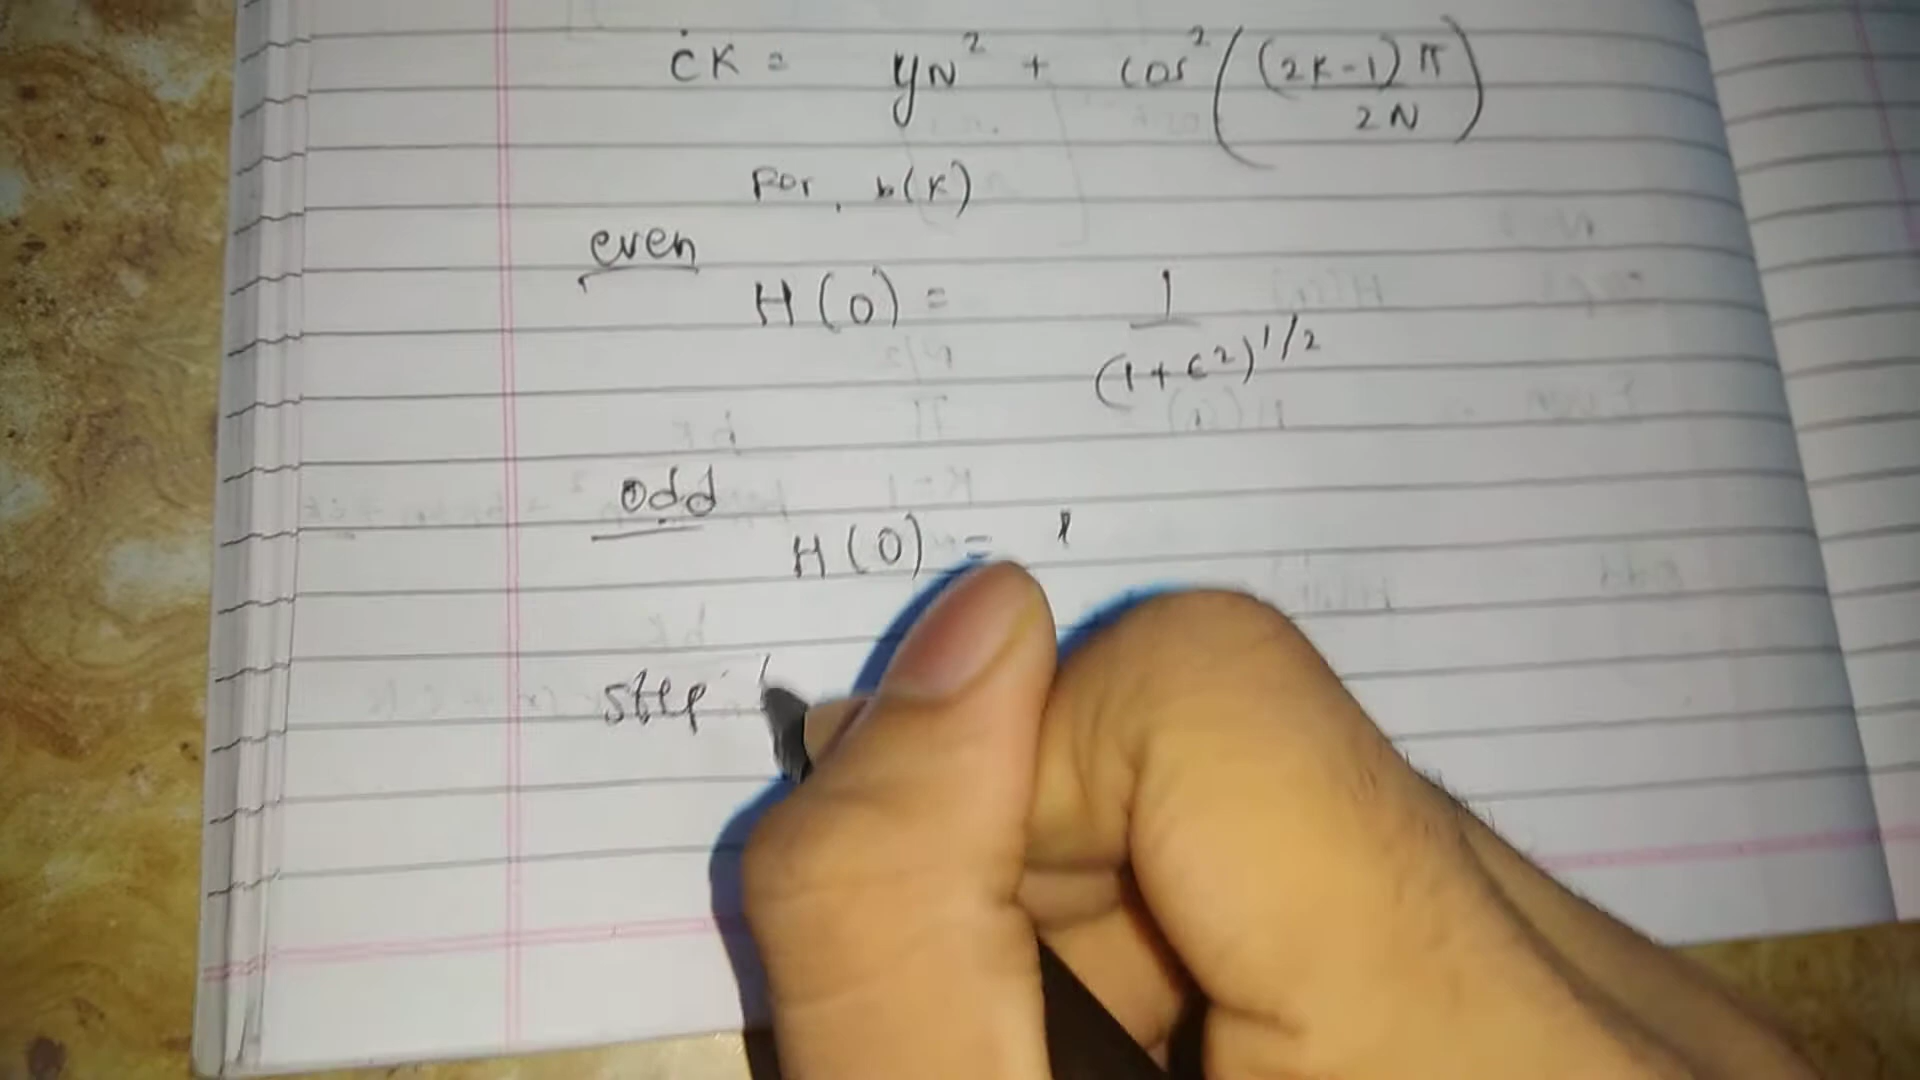 cK = yN² + cos²((2K-1)π / 2N)
For, b(K)
even
H(0) = 1 / (1+ϵ²)^1/2
odd
H(0) = 1
step